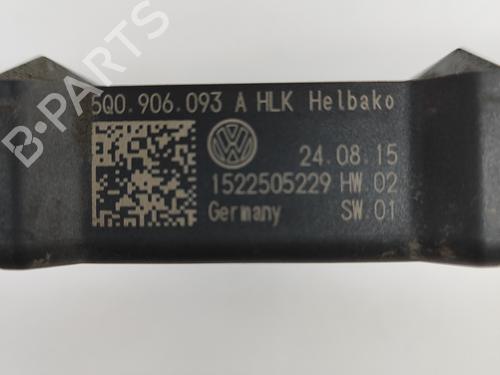 5Q0.906.093 A HLK Helbako
24.08.15
1522505229 HW.02
Germany SW.01
B-PARTS